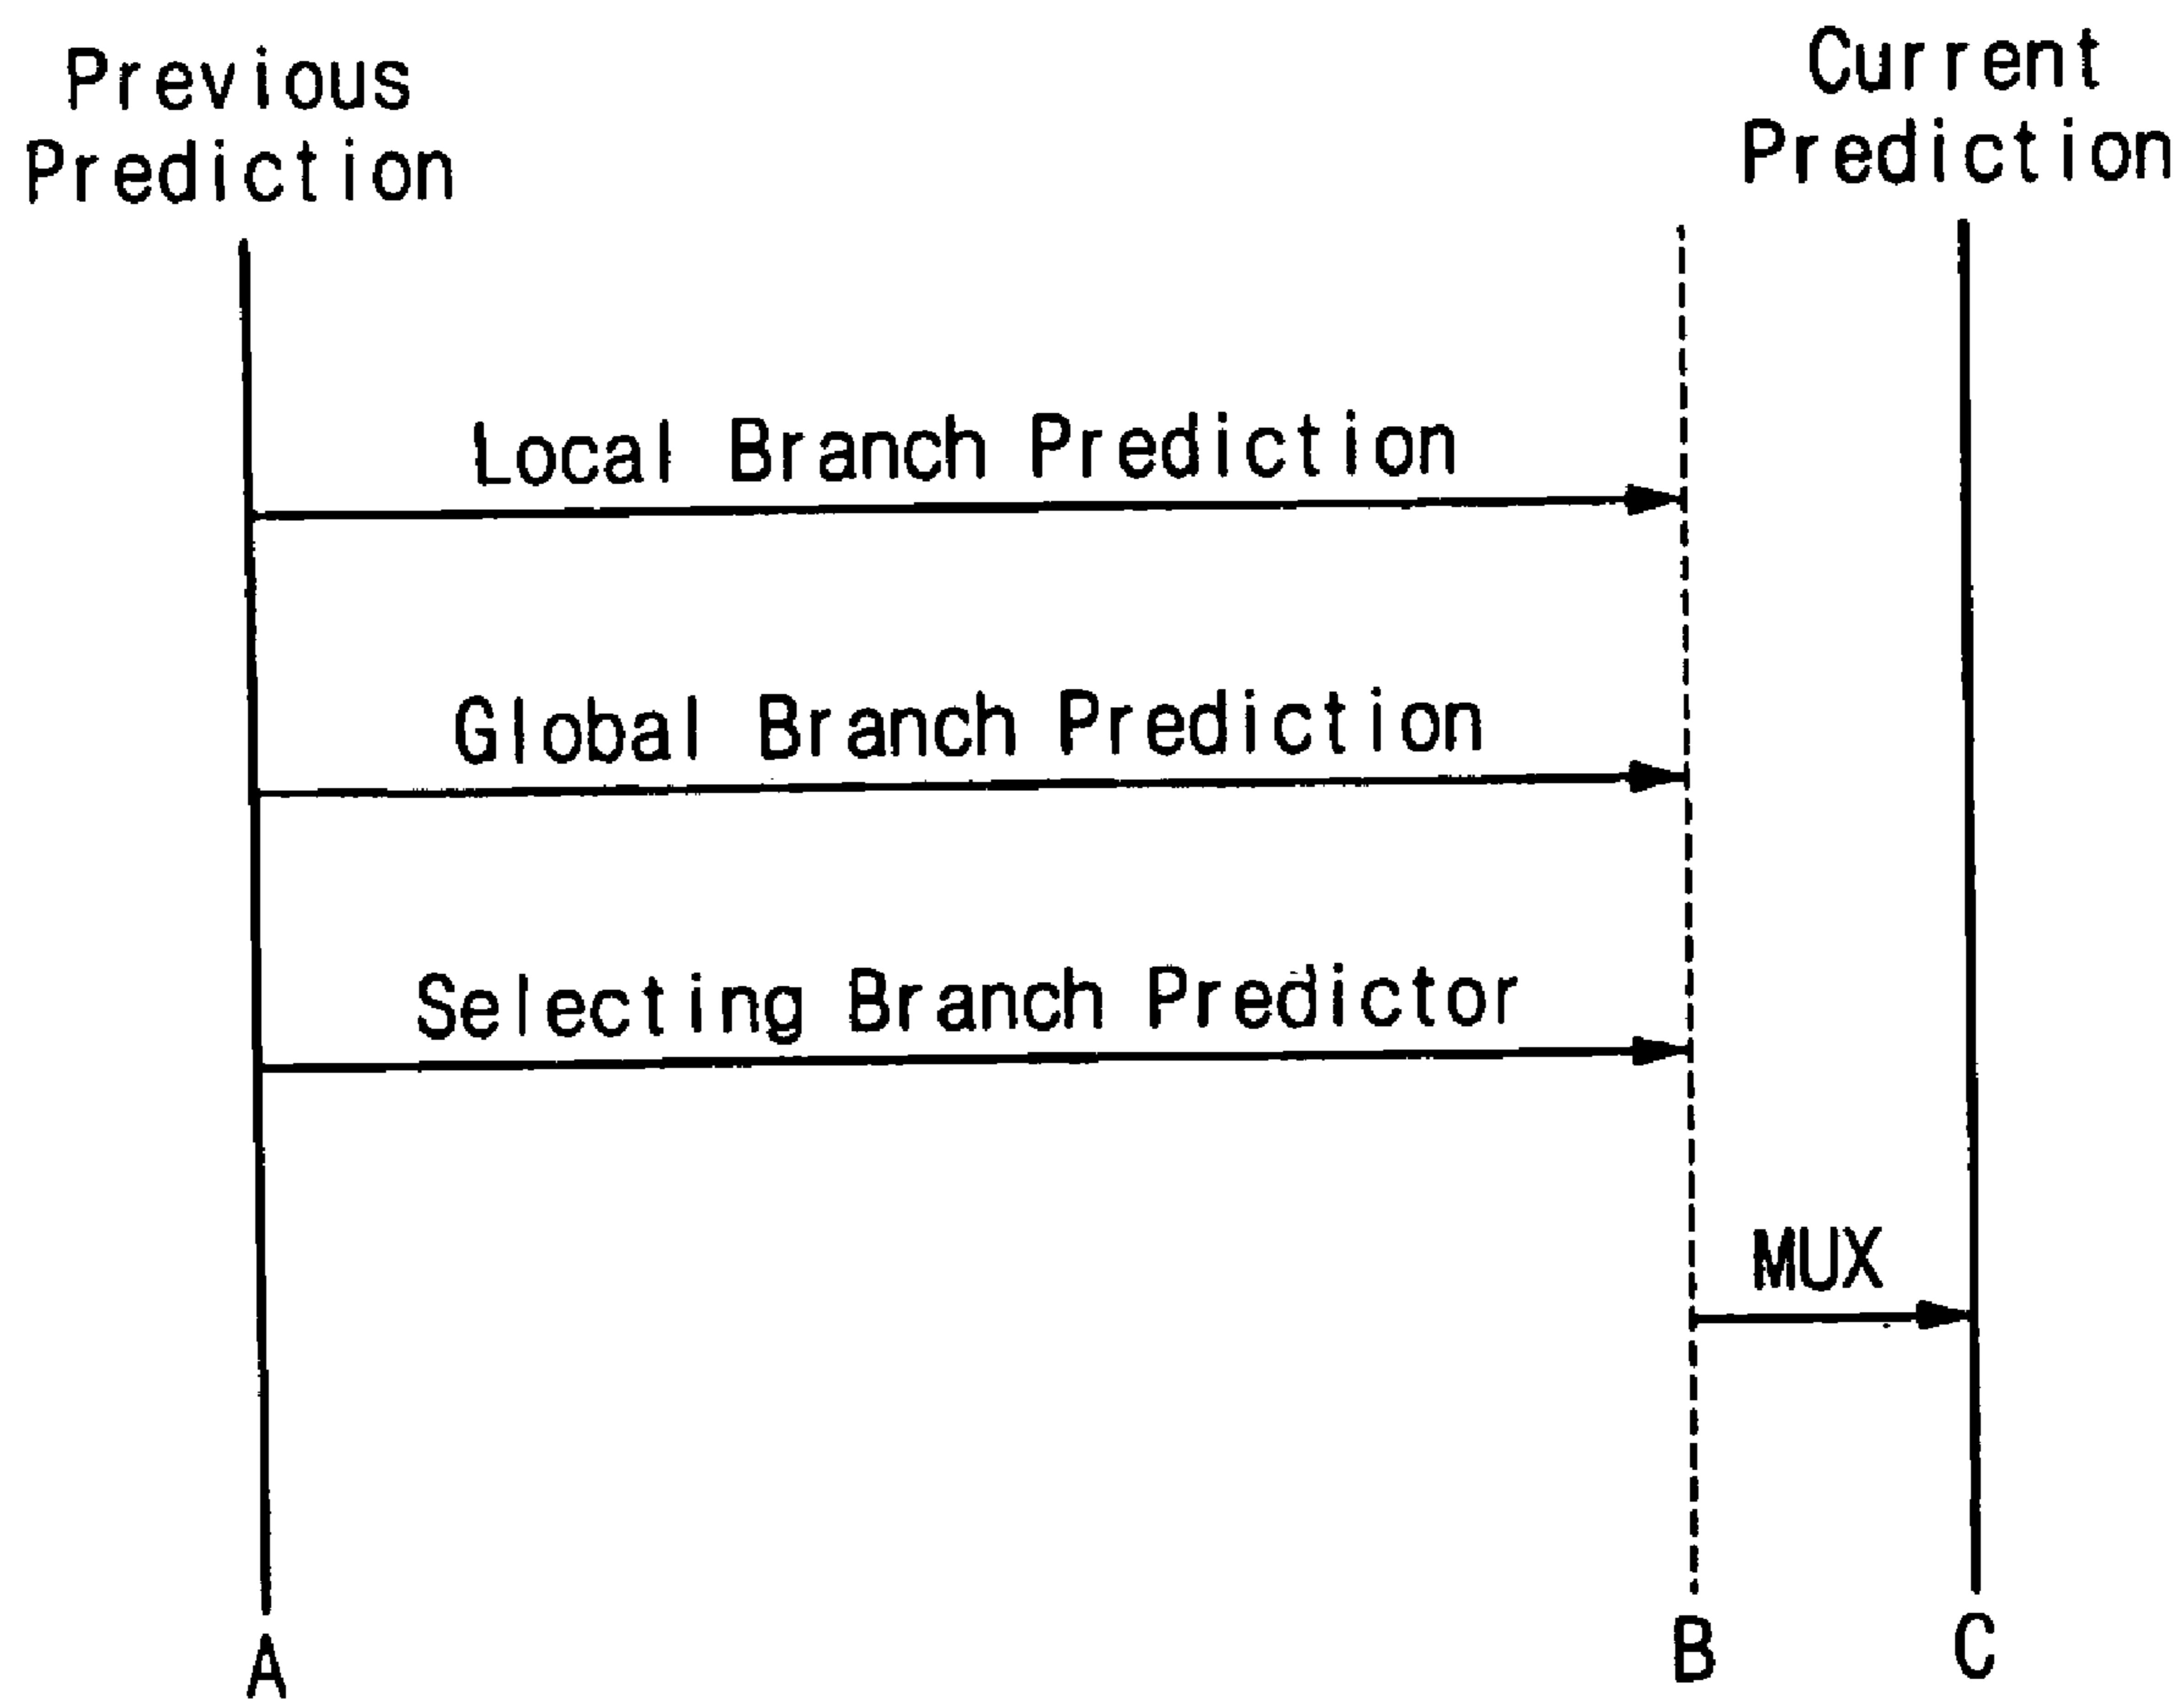 Previous
Prediction
Current
Prediction
Local Branch Prediction
Global Branch Prediction
Selecting Branch Predictor
MUX
A
B
C